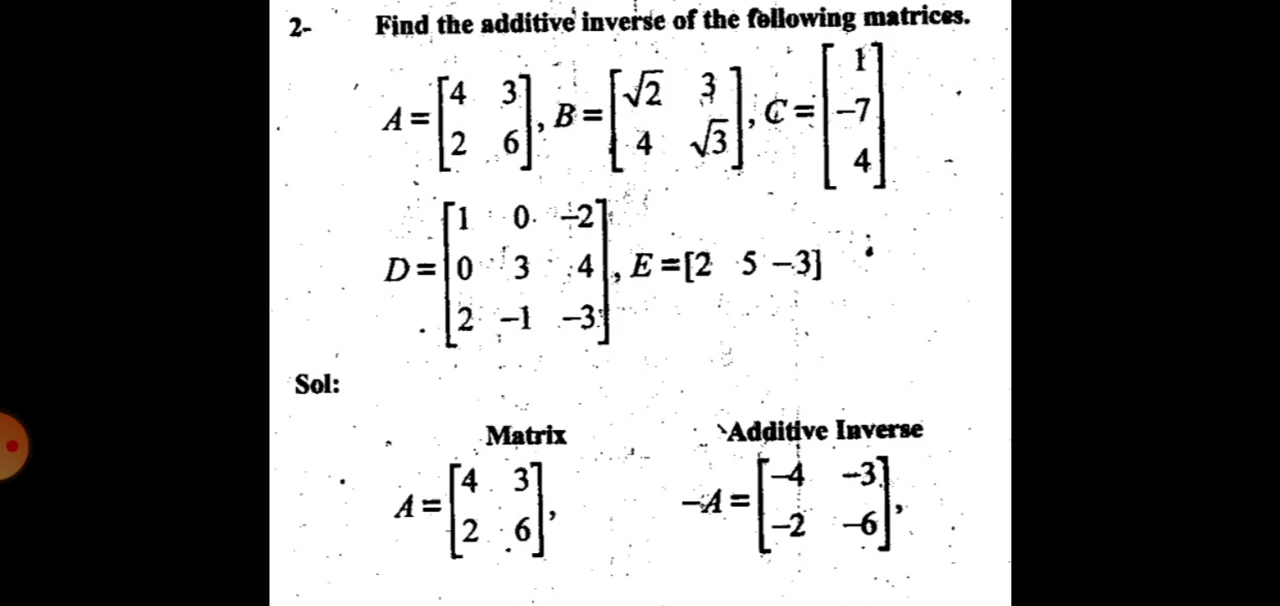 2- Find the additive inverse of the following matrices.
A = [4 3; 2 6], B = [√2 3; 4 √3], C = [1; -7; 4]
D = [1 0 -2; 0 3 4; 2 -1 -3], E = [2 5 -3]
Sol:
Matrix Additive Inverse
A = [4 3; 2 6], -A = [-4 -3; -2 -6],